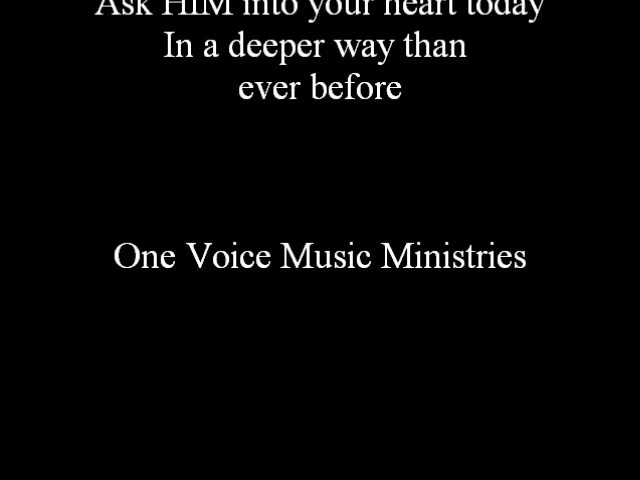 Ask HIM into your heart today
In a deeper way than
ever before
One Voice Music Ministries